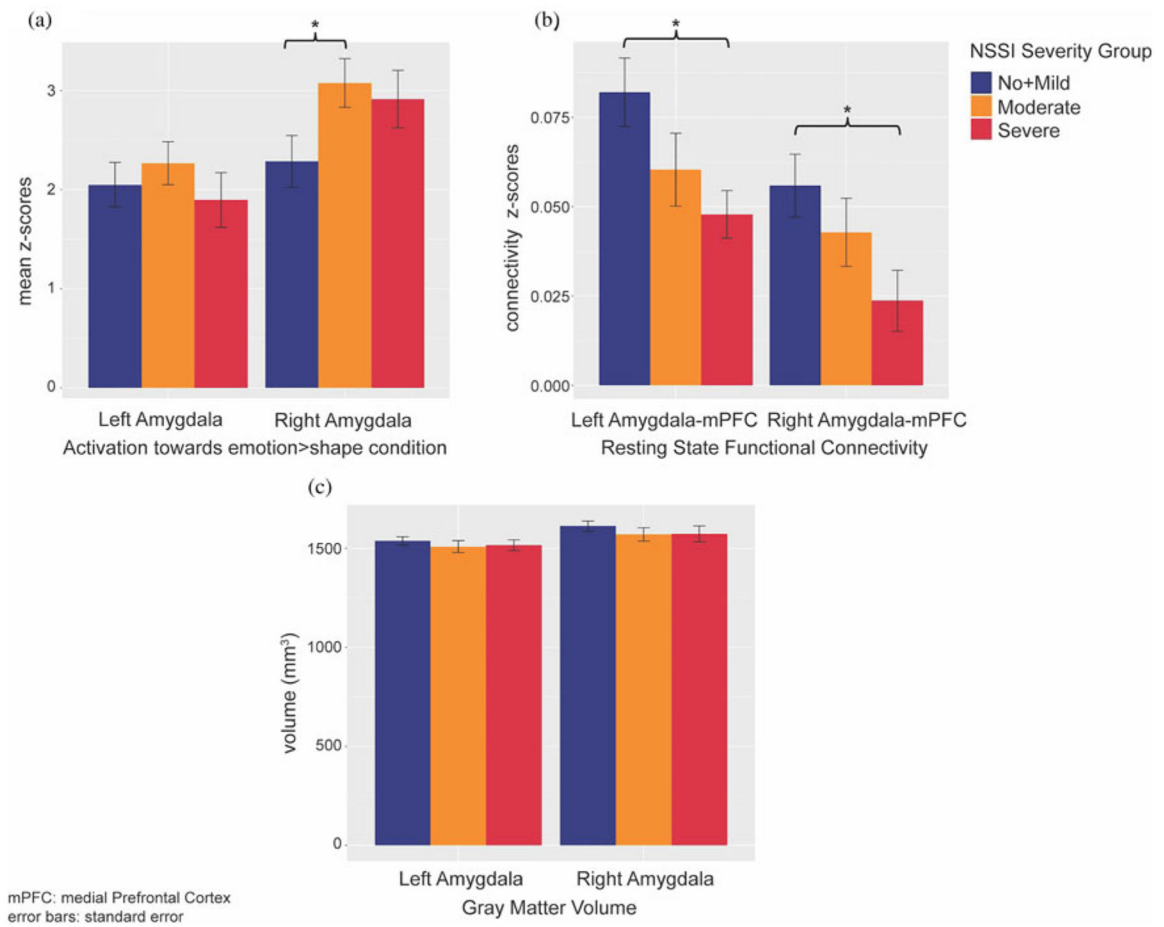 (a)
*
mean z-scores
3
2
1
0
Left Amygdala
Right Amygdala
Activation towards emotion>shape condition
(b)
*
*
connectivity z-scores
0.075
0.050
0.025
0.000
Left Amygdala-mPFC
Right Amygdala-mPFC
Resting State Functional Connectivity
NSSI Severity Group
No+Mild
Moderate
Severe
(c)
volume (mm³)
1500
1000
500
0
Left Amygdala
Right Amygdala
Gray Matter Volume
mPFC: medial Prefrontal Cortex
error bars: standard error